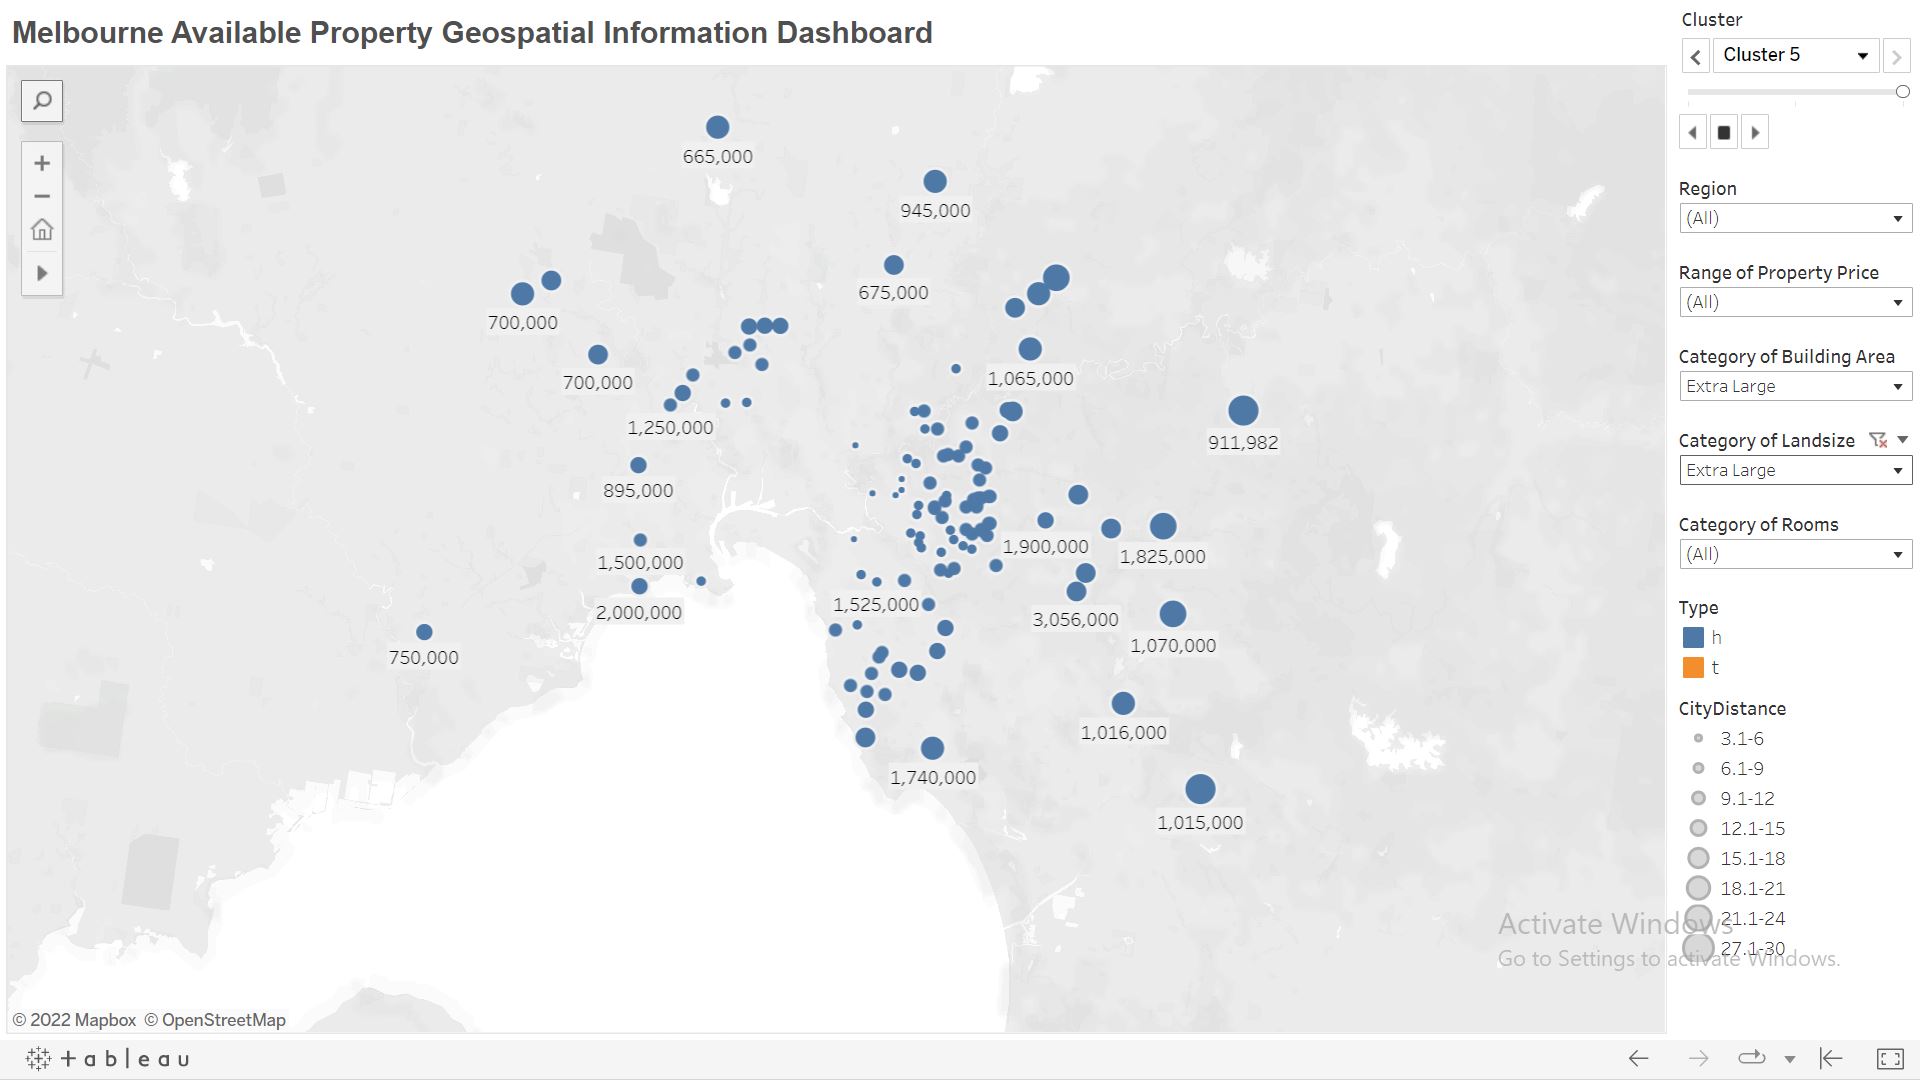 Melbourne Available Property Geospatial Information Dashboard
665,000
945,000
675,000
700,000
700,000
1,065,000
1,250,000
911,982
895,000
1,900,000
1,825,000
1,500,000
2,000,000
1,525,000
3,056,000
1,070,000
750,000
1,016,000
1,740,000
1,015,000
© 2022 Mapbox © OpenStreetMap
Cluster
Cluster 5
Region
(All)
Range of Property Price
(All)
Category of Building Area
Extra Large
Category of Landsize
Extra Large
Category of Rooms
(All)
Type
h
t
CityDistance
3.1-6
6.1-9
9.1-12
12.1-15
15.1-18
18.1-21
21.1-24
27.1-30
Activate Windows
Go to Settings to activate Windows.
+ a b l e a u